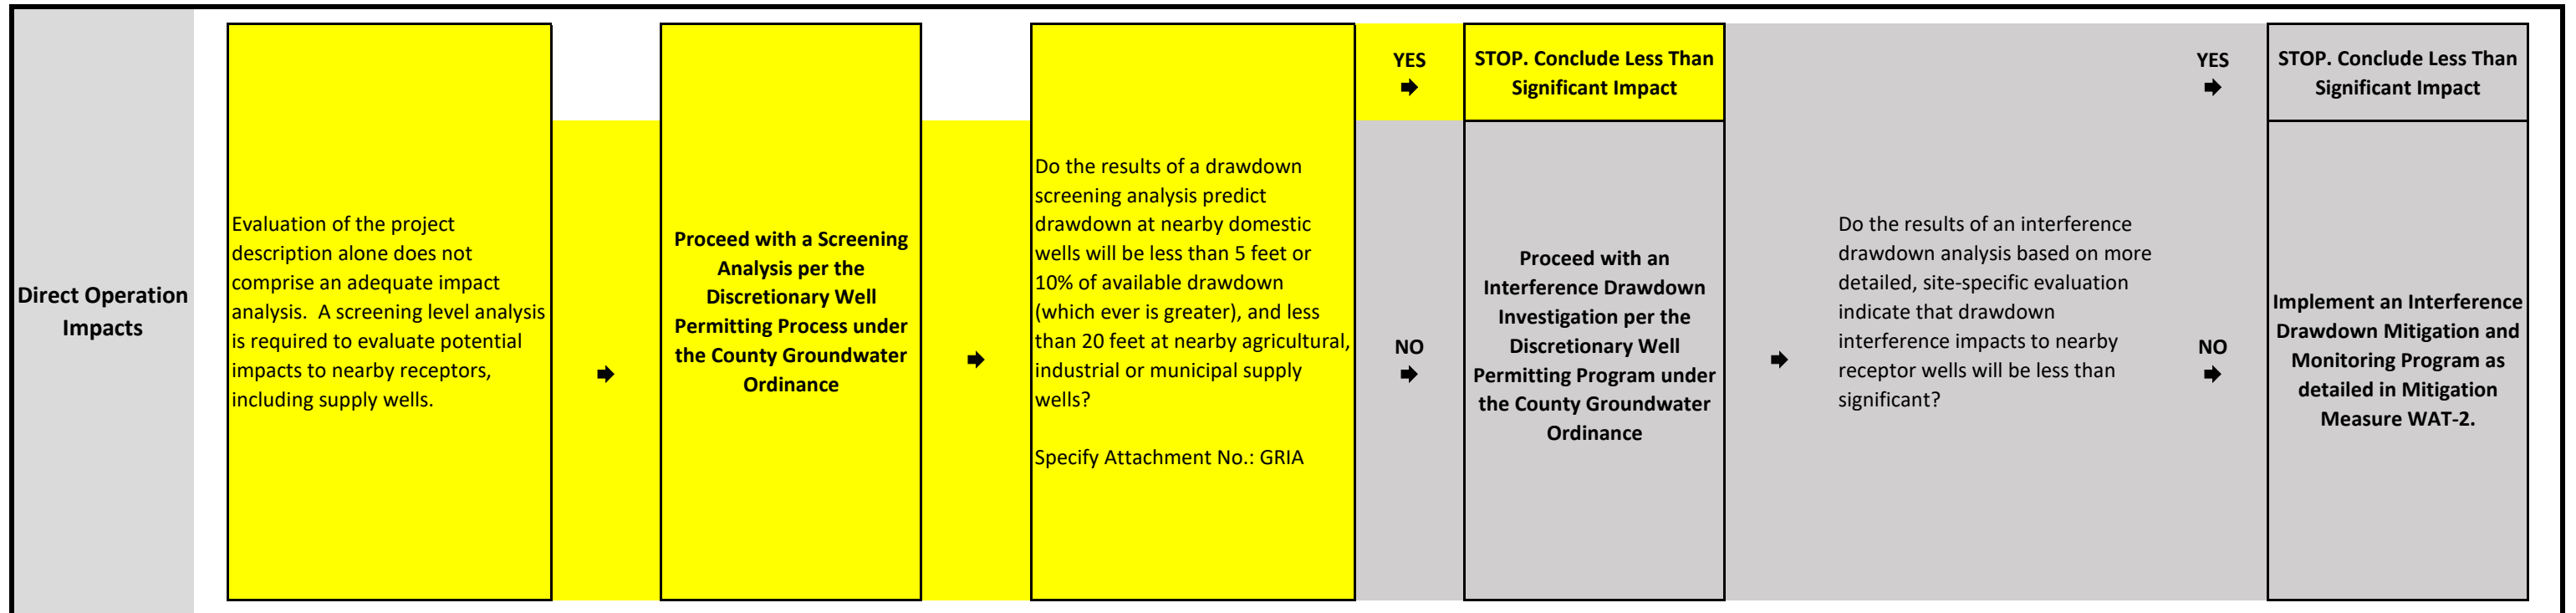 Direct Operation
Impacts
Evaluation of the project
description alone does not
comprise an adequate impact
analysis.  A screening level analysis
is required to evaluate potential
impacts to nearby receptors,
including supply wells.
➡
Proceed with a Screening
Analysis per the
Discretionary Well
Permitting Process under
the County Groundwater
Ordinance
➡
Do the results of a drawdown
screening analysis predict
drawdown at nearby domestic
wells will be less than 5 feet or
10% of available drawdown
(which ever is greater), and less
than 20 feet at nearby agricultural,
industrial or municipal supply
wells?
Specify Attachment No.: GRIA
YES
➡
STOP. Conclude Less Than
Significant Impact
NO
➡
Proceed with an
Interference Drawdown
Investigation per the
Discretionary Well
Permitting Program under
the County Groundwater
Ordinance
➡
Do the results of an interference
drawdown analysis based on more
detailed, site-specific evaluation
indicate that drawdown
interference impacts to nearby
receptor wells will be less than
significant?
YES
➡
STOP. Conclude Less Than
Significant Impact
NO
➡
Implement an Interference
Drawdown Mitigation and
Monitoring Program as
detailed in Mitigation
Measure WAT-2.